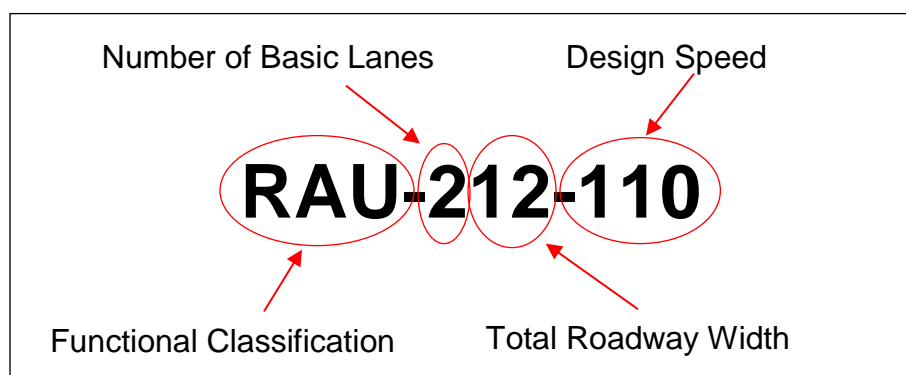 Number of Basic Lanes Design Speed
RAU-212-110
Functional Classification Total Roadway Width